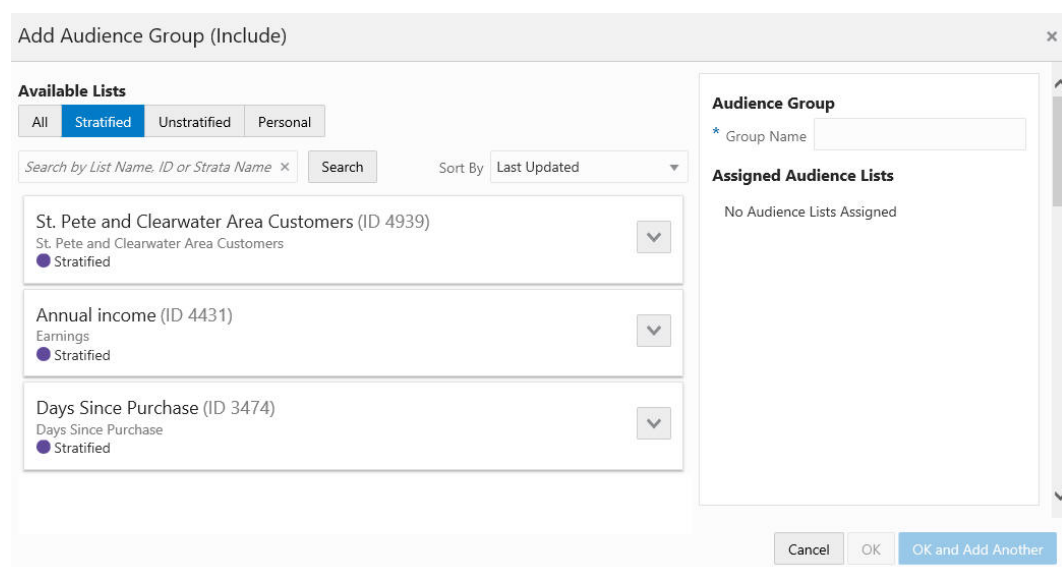 Add Audience Group (Include)
×
Available Lists
All Stratified Unstratified Personal
Search by List Name, ID or Strata Name × Search Sort By Last Updated
St. Pete and Clearwater Area Customers (ID 4939)
St. Pete and Clearwater Area Customers
Stratified
Annual income (ID 4431)
Earnings
Stratified
Days Since Purchase (ID 3474)
Days Since Purchase
Stratified
Audience Group
* Group Name
Assigned Audience Lists
No Audience Lists Assigned
Cancel OK OK and Add Another